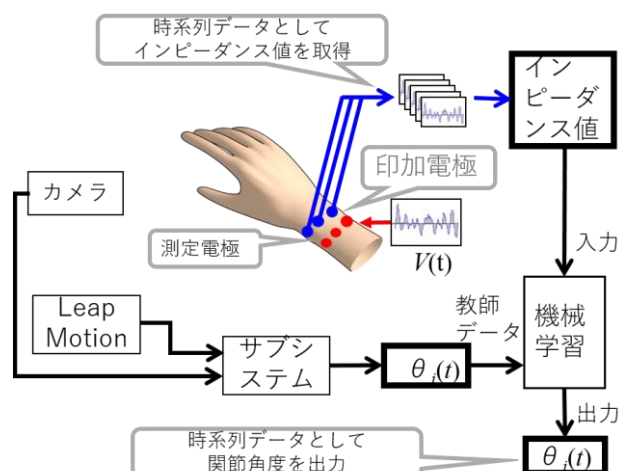 時系列データとして
インピーダンス値を取得
イン
ピーダ
ンス値
印加電極
カメラ
測定電極
V(t)
入力
Leap
Motion
教師
データ
機械
学習
サブシ
ステム
θi(t)
出力
時系列データとして
関節角度を出力
θi(t)